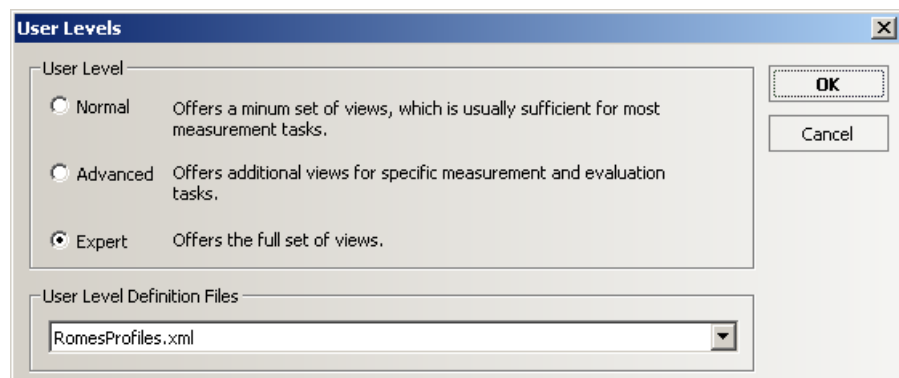 User Levels
User Level
OK
Normal
Offers a minum set of views, which is usually sufficient for most
measurement tasks.
Cancel
Advanced
Offers additional views for specific measurement and evaluation
tasks.
Expert
Offers the full set of views.
User Level Definition Files
RomesProfiles.xml